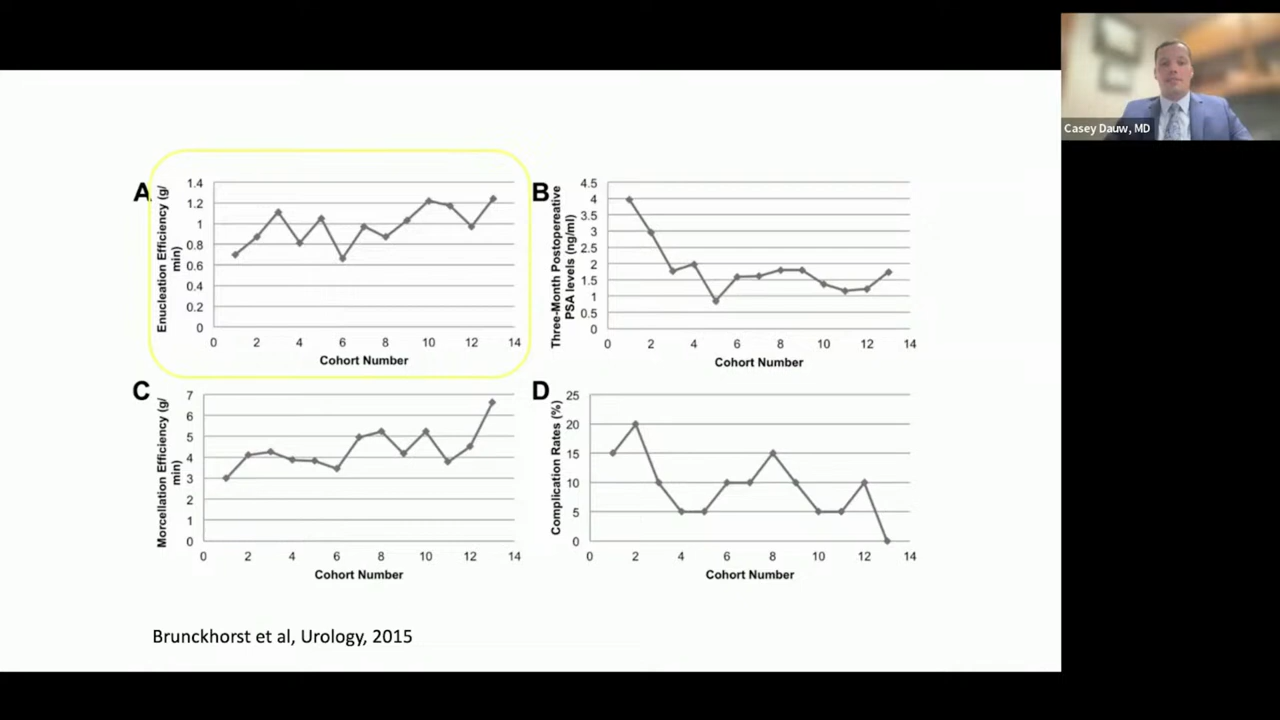 Casey Dauw, MD
A
Enucleation Efficiency (g/
min)
1.4
1.2
1
0.8
0.6
0.4
0.2
0
0 2 4 6 8 10 12 14
Cohort Number
B
Three-Month Postopereative
PSA levels (ng/ml)
4.5
4
3.5
3
2.5
2
1.5
1
0.5
0
0 2 4 6 8 10 12 14
Cohort Number
C
Morcellation Efficiency (g/
min)
7
6
5
4
3
2
1
0
0 2 4 6 8 10 12 14
Cohort Number
D
Complication Rates (%)
25
20
15
10
5
0
0 2 4 6 8 10 12 14
Cohort Number
Brunckhorst et al, Urology, 2015